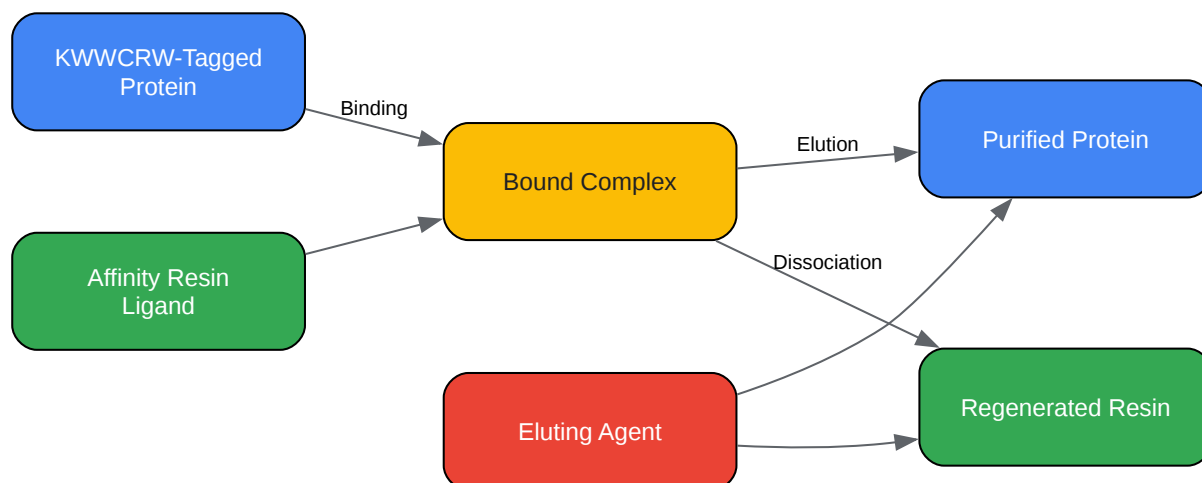 KWWCRW-Tagged
Protein
Binding
Affinity Resin
Ligand
Bound Complex
Elution
Dissociation
Eluting Agent
Purified Protein
Regenerated Resin